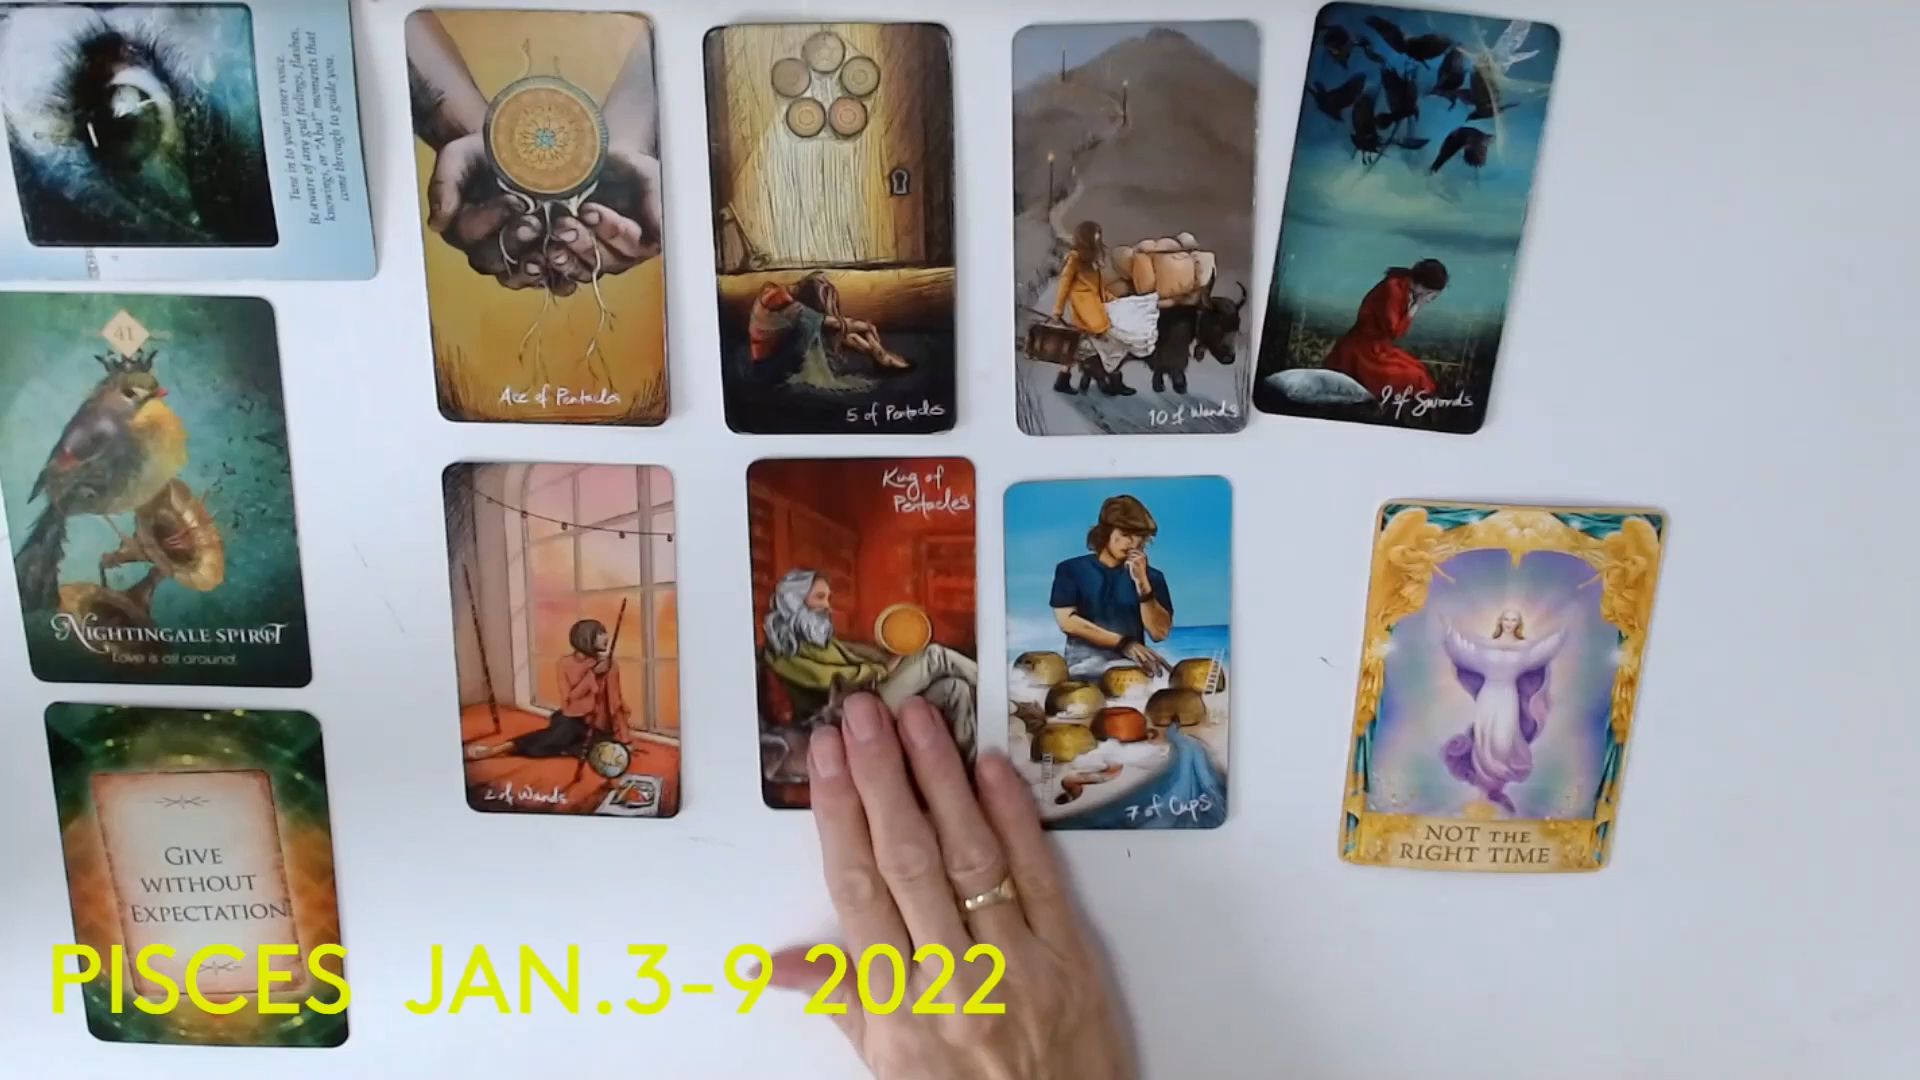 Tune in to your inner voice.
Be aware of any gut feelings, flashes,
knowings, or "Aha!" moments that
come through to guide you.
Ace of Pentacles
5 of Pentacles
10 of Wands
9 of Swords
41
NIGHTINGALE SPIRIT
Love is all around.
2 of Wands
King of
Pentacles
7 of Cups
NOT THE
RIGHT TIME
GIVE
WITHOUT
EXPECTATION
PISCES JAN.3-9 2022